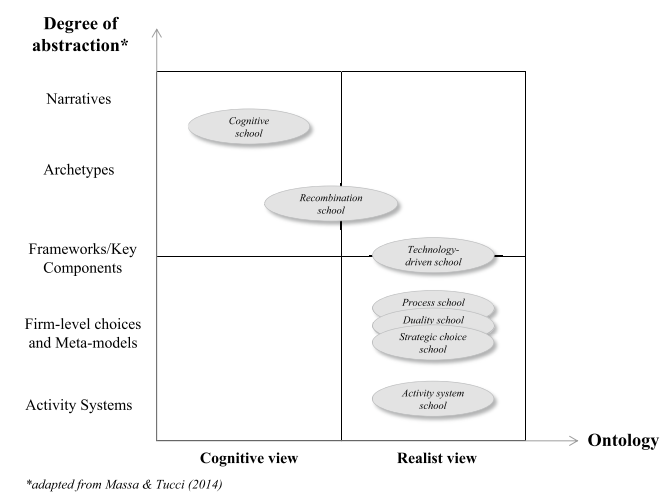 Degree of
abstraction*
Narratives
Cognitive
school
Archetypes
Recombination
school
Frameworks/Key
Components
Technology-
driven school
Process school
Firm-level choices
and Meta-models
Duality school
Strategic choice
school
Activity Systems
Activity system
school
Ontology
Cognitive view
Realist view
*adapted from Massa & Tucci (2014)